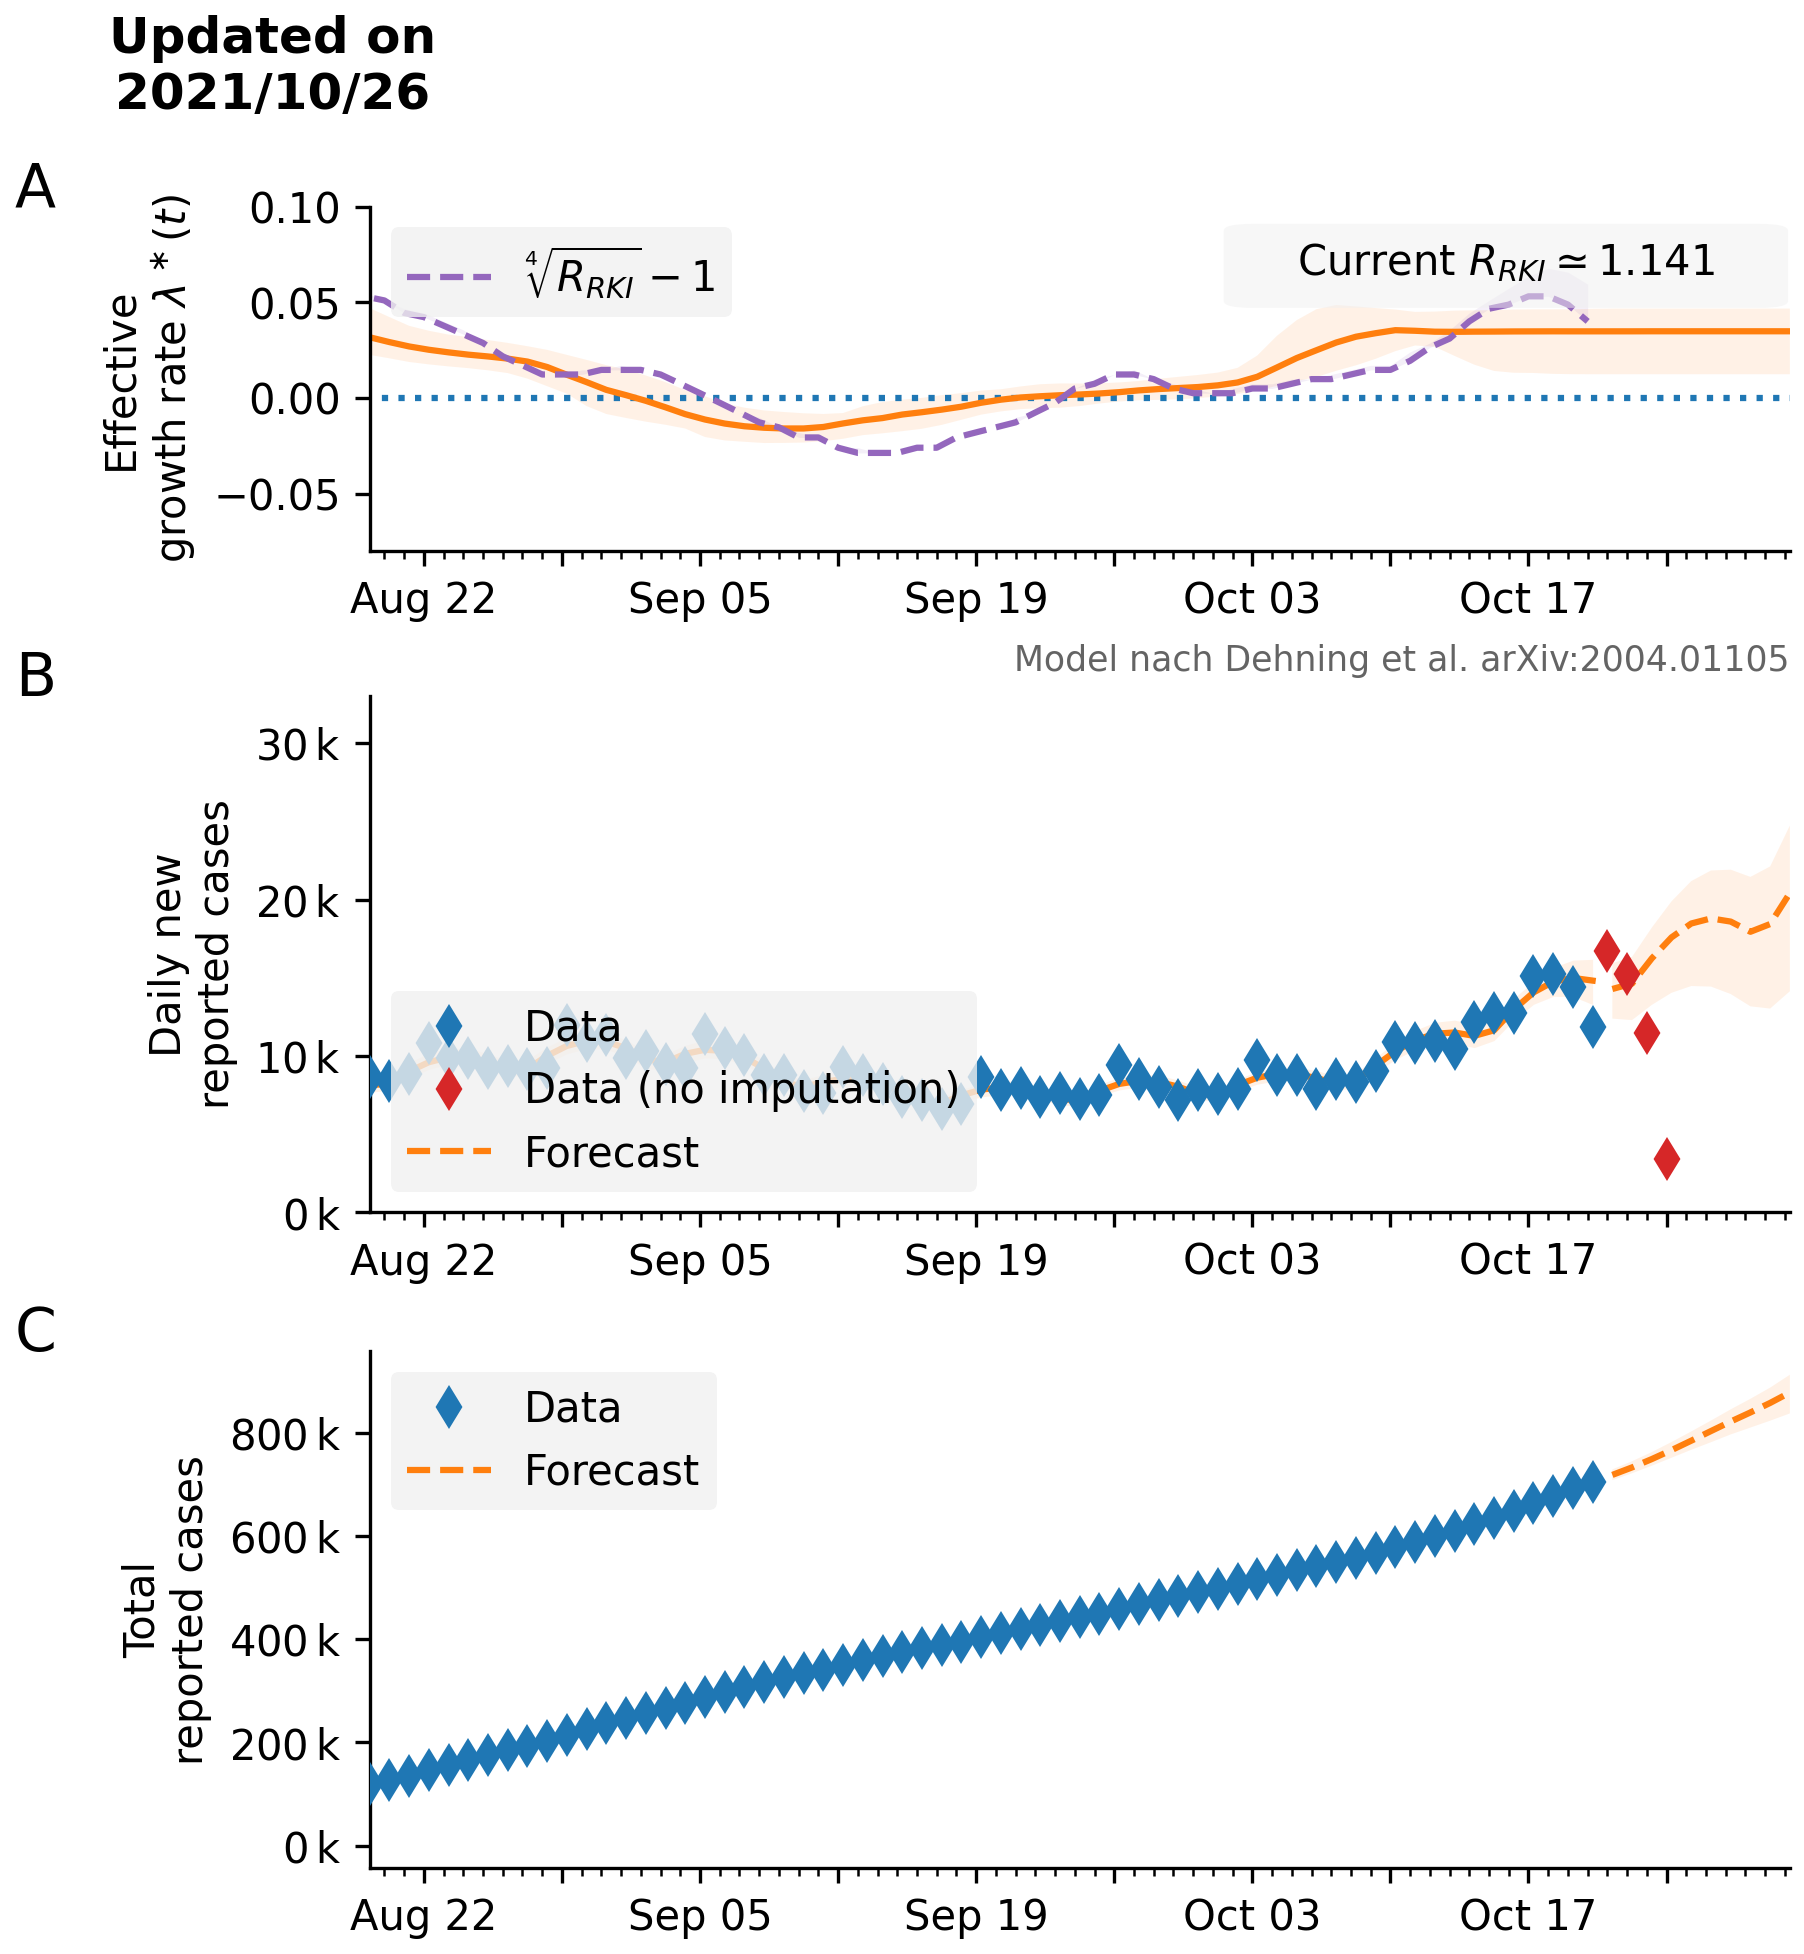 Updated on
2021/10/26
A
Effective
growth rate λ * (t)
0.10
0.05
0.00
−0.05
∜R_RKI − 1
Current R_RKI ≃ 1.141
Aug 22
Sep 05
Sep 19
Oct 03
Oct 17
B
Model nach Dehning et al. arXiv:2004.01105
Daily new
reported cases
30 k
20 k
10 k
0 k
Data
Data (no imputation)
Forecast
Aug 22
Sep 05
Sep 19
Oct 03
Oct 17
C
Total
reported cases
800 k
600 k
400 k
200 k
0 k
Data
Forecast
Aug 22
Sep 05
Sep 19
Oct 03
Oct 17